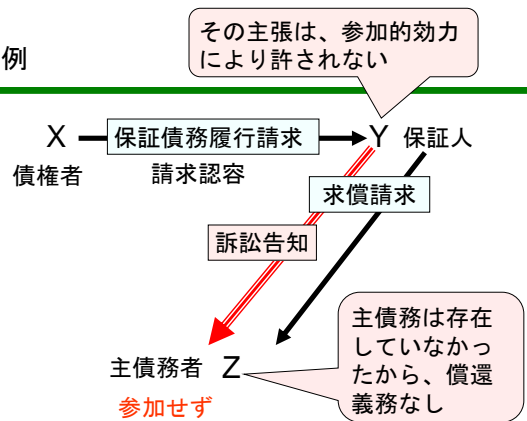 その主張は、参加的効力
により許されない
例
X 保証債務履行請求 Y 保証人
債権者 請求認容
求償請求
訴訟告知
主債務は存在
していなかっ
たから、償還
義務なし
主債務者 Z
参加せず